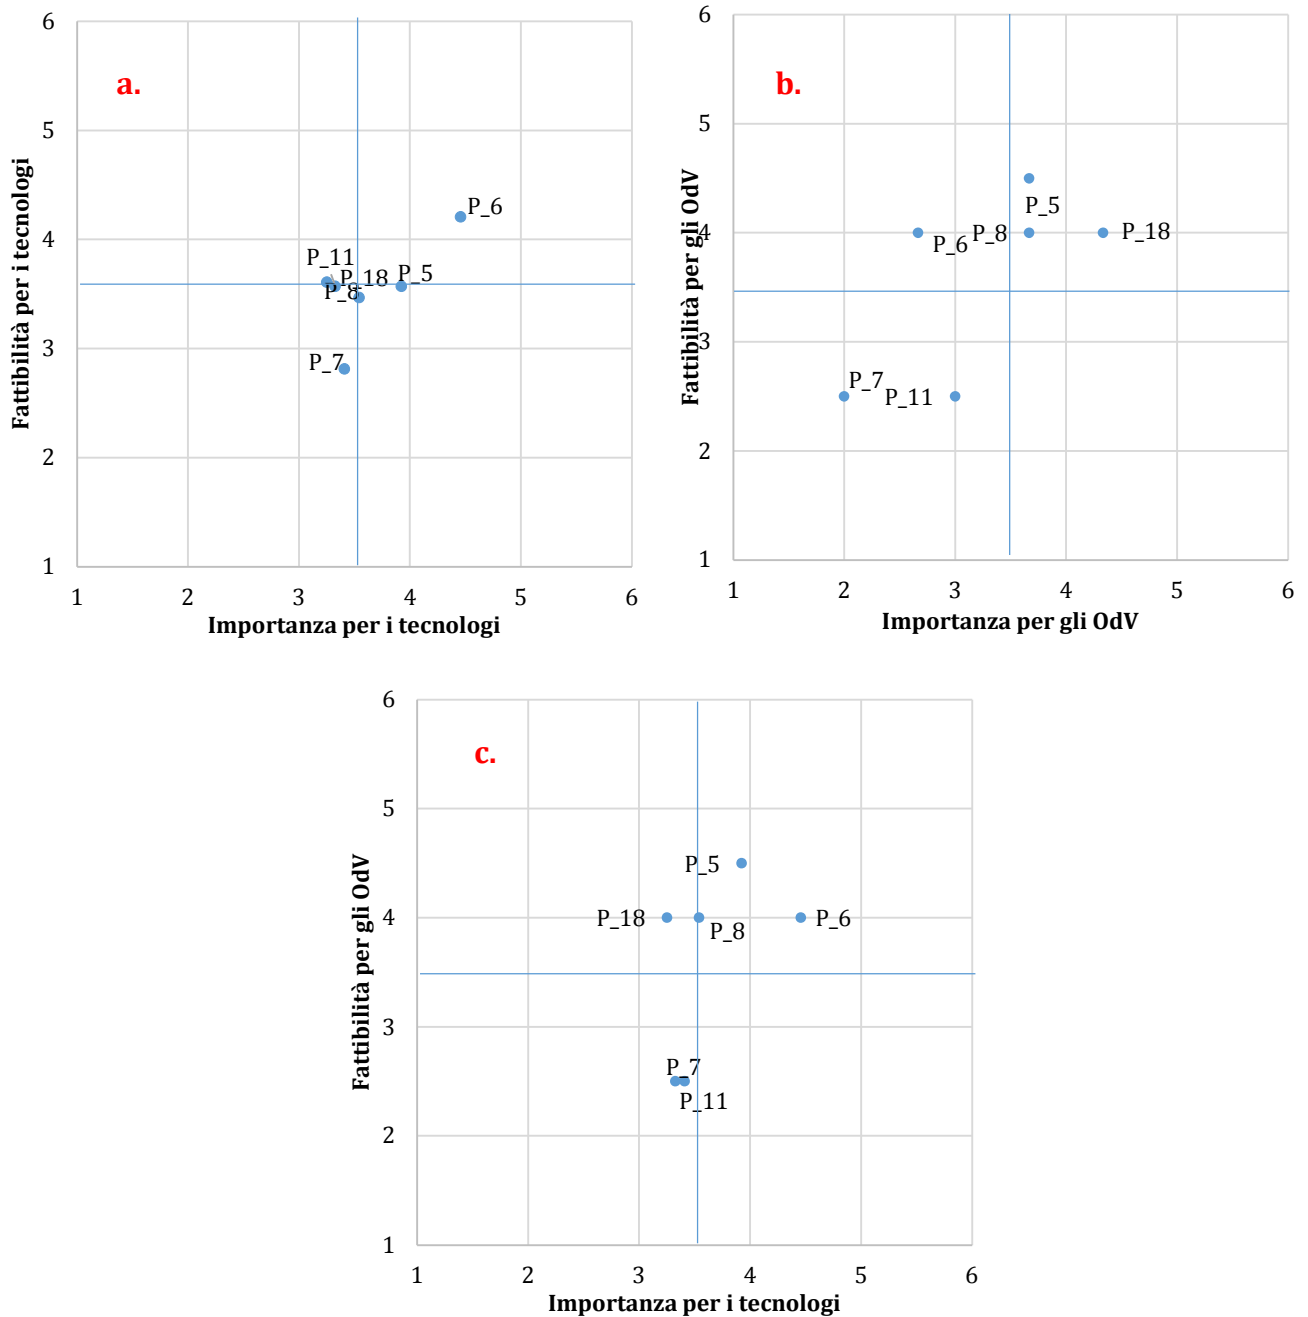 a.
6
5
4
3
2
1
1
2
3
4
5
6
Fattibilità per i tecnologi
Importanza per i tecnologi
P_6
P_11
P_18
P_5
P_8
P_7
b.
6
5
4
3
2
1
1
2
3
4
5
6
Fattibilità per gli OdV
Importanza per gli OdV
P_5
P_8
P_18
P_6
P_7
P_11
c.
6
5
4
3
2
1
1
2
3
4
5
6
Fattibilità per gli OdV
Importanza per i tecnologi
P_5
P_18
P_8
P_6
P_7
P_11